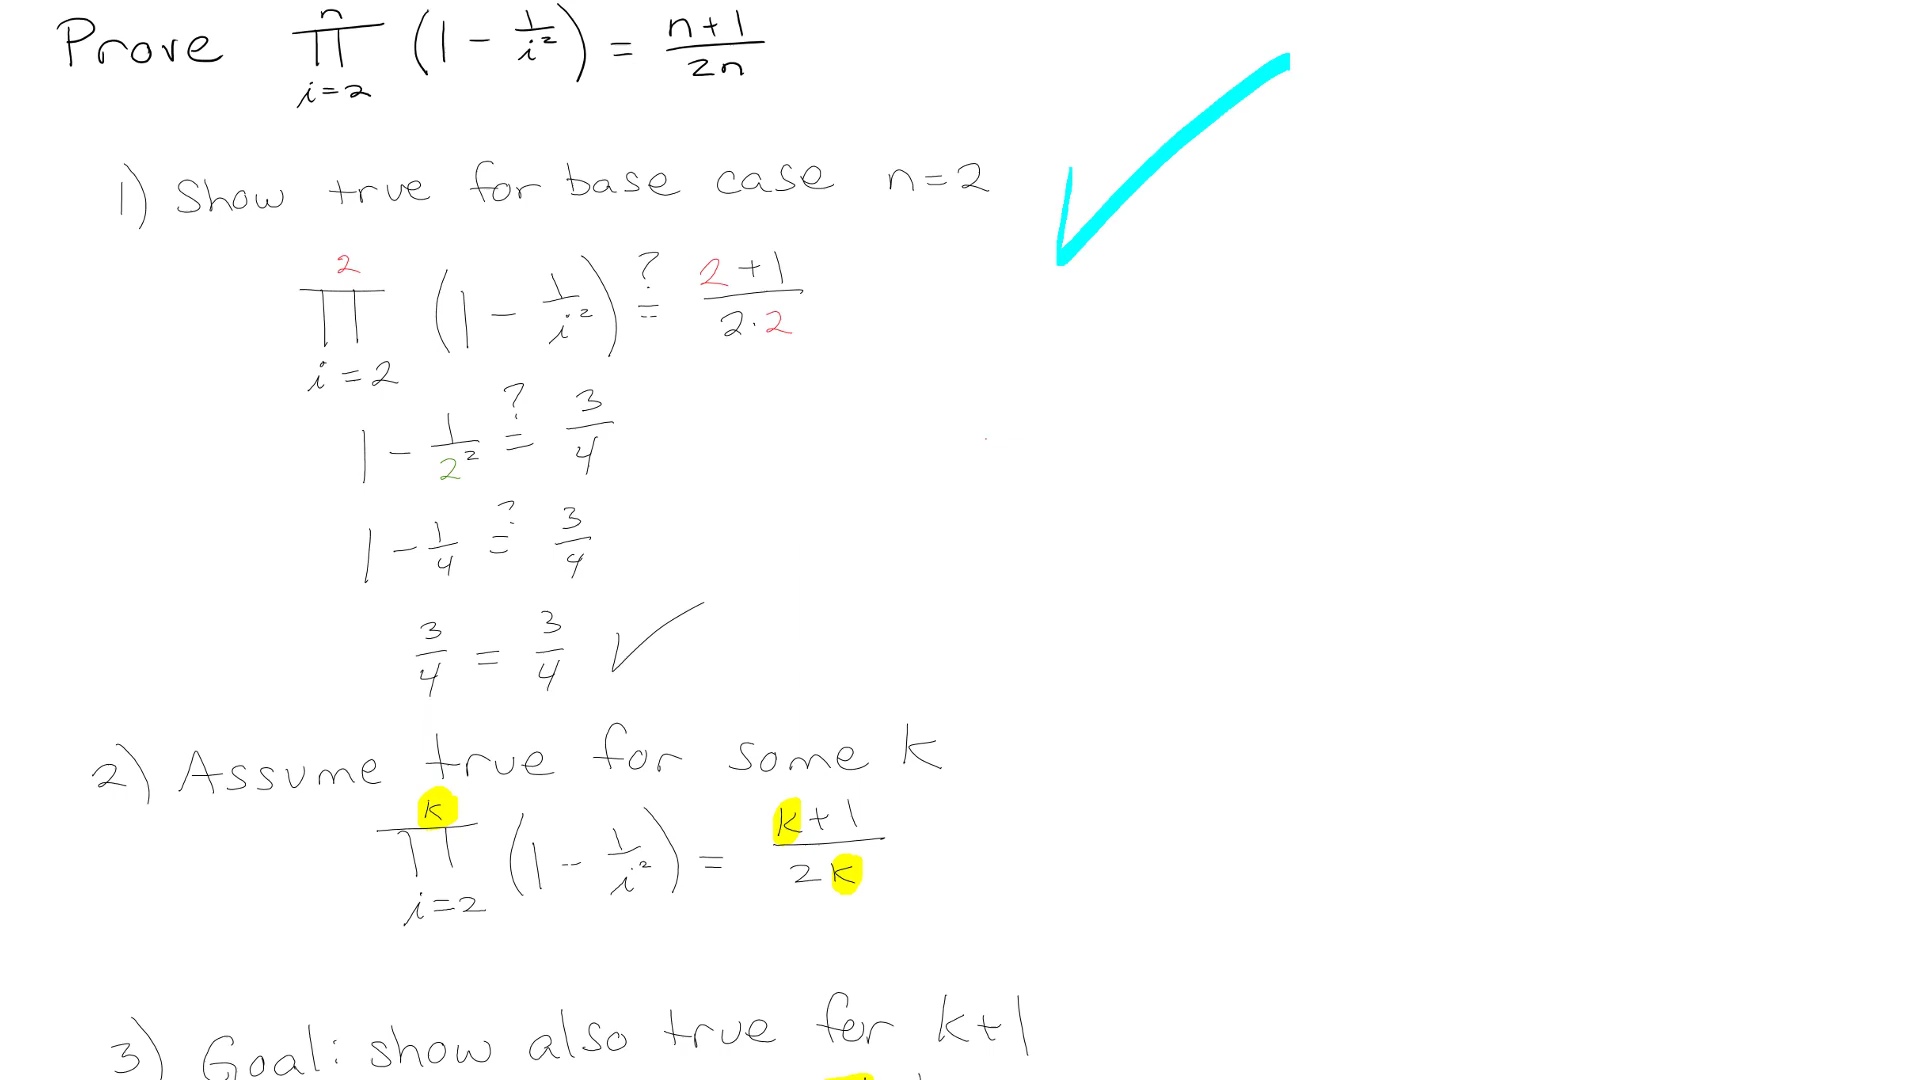 Prove ∏_{i=2}^{n} (1 - 1/i²) = (n+1)/(2n)
1) Show true for base case n=2
∏_{i=2}^{2} (1 - 1/i²) ≟ (2+1)/(2·2)
1 - 1/2² ≟ 3/4
1 - 1/4 ≟ 3/4
3/4 = 3/4 ✓
2) Assume true for some k
∏_{i=2}^{k} (1 - 1/i²) = (k+1)/(2k)
3) Goal: show also true for k+1